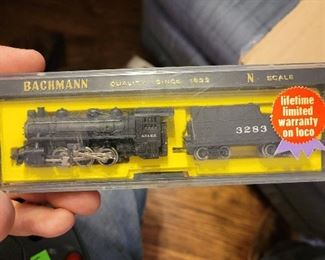 BACHMANN QUALITY SINCE 1833 N SCALE
lifetime
limited
warranty
on loco
3283